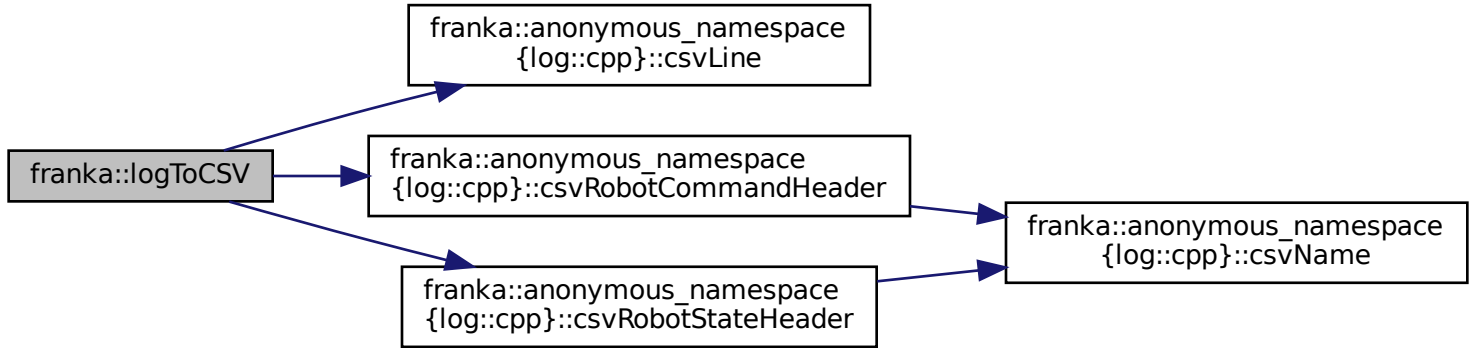 franka::logToCSV
franka::anonymous_namespace
{log::cpp}::csvLine
franka::anonymous_namespace
{log::cpp}::csvRobotCommandHeader
franka::anonymous_namespace
{log::cpp}::csvRobotStateHeader
franka::anonymous_namespace
{log::cpp}::csvName